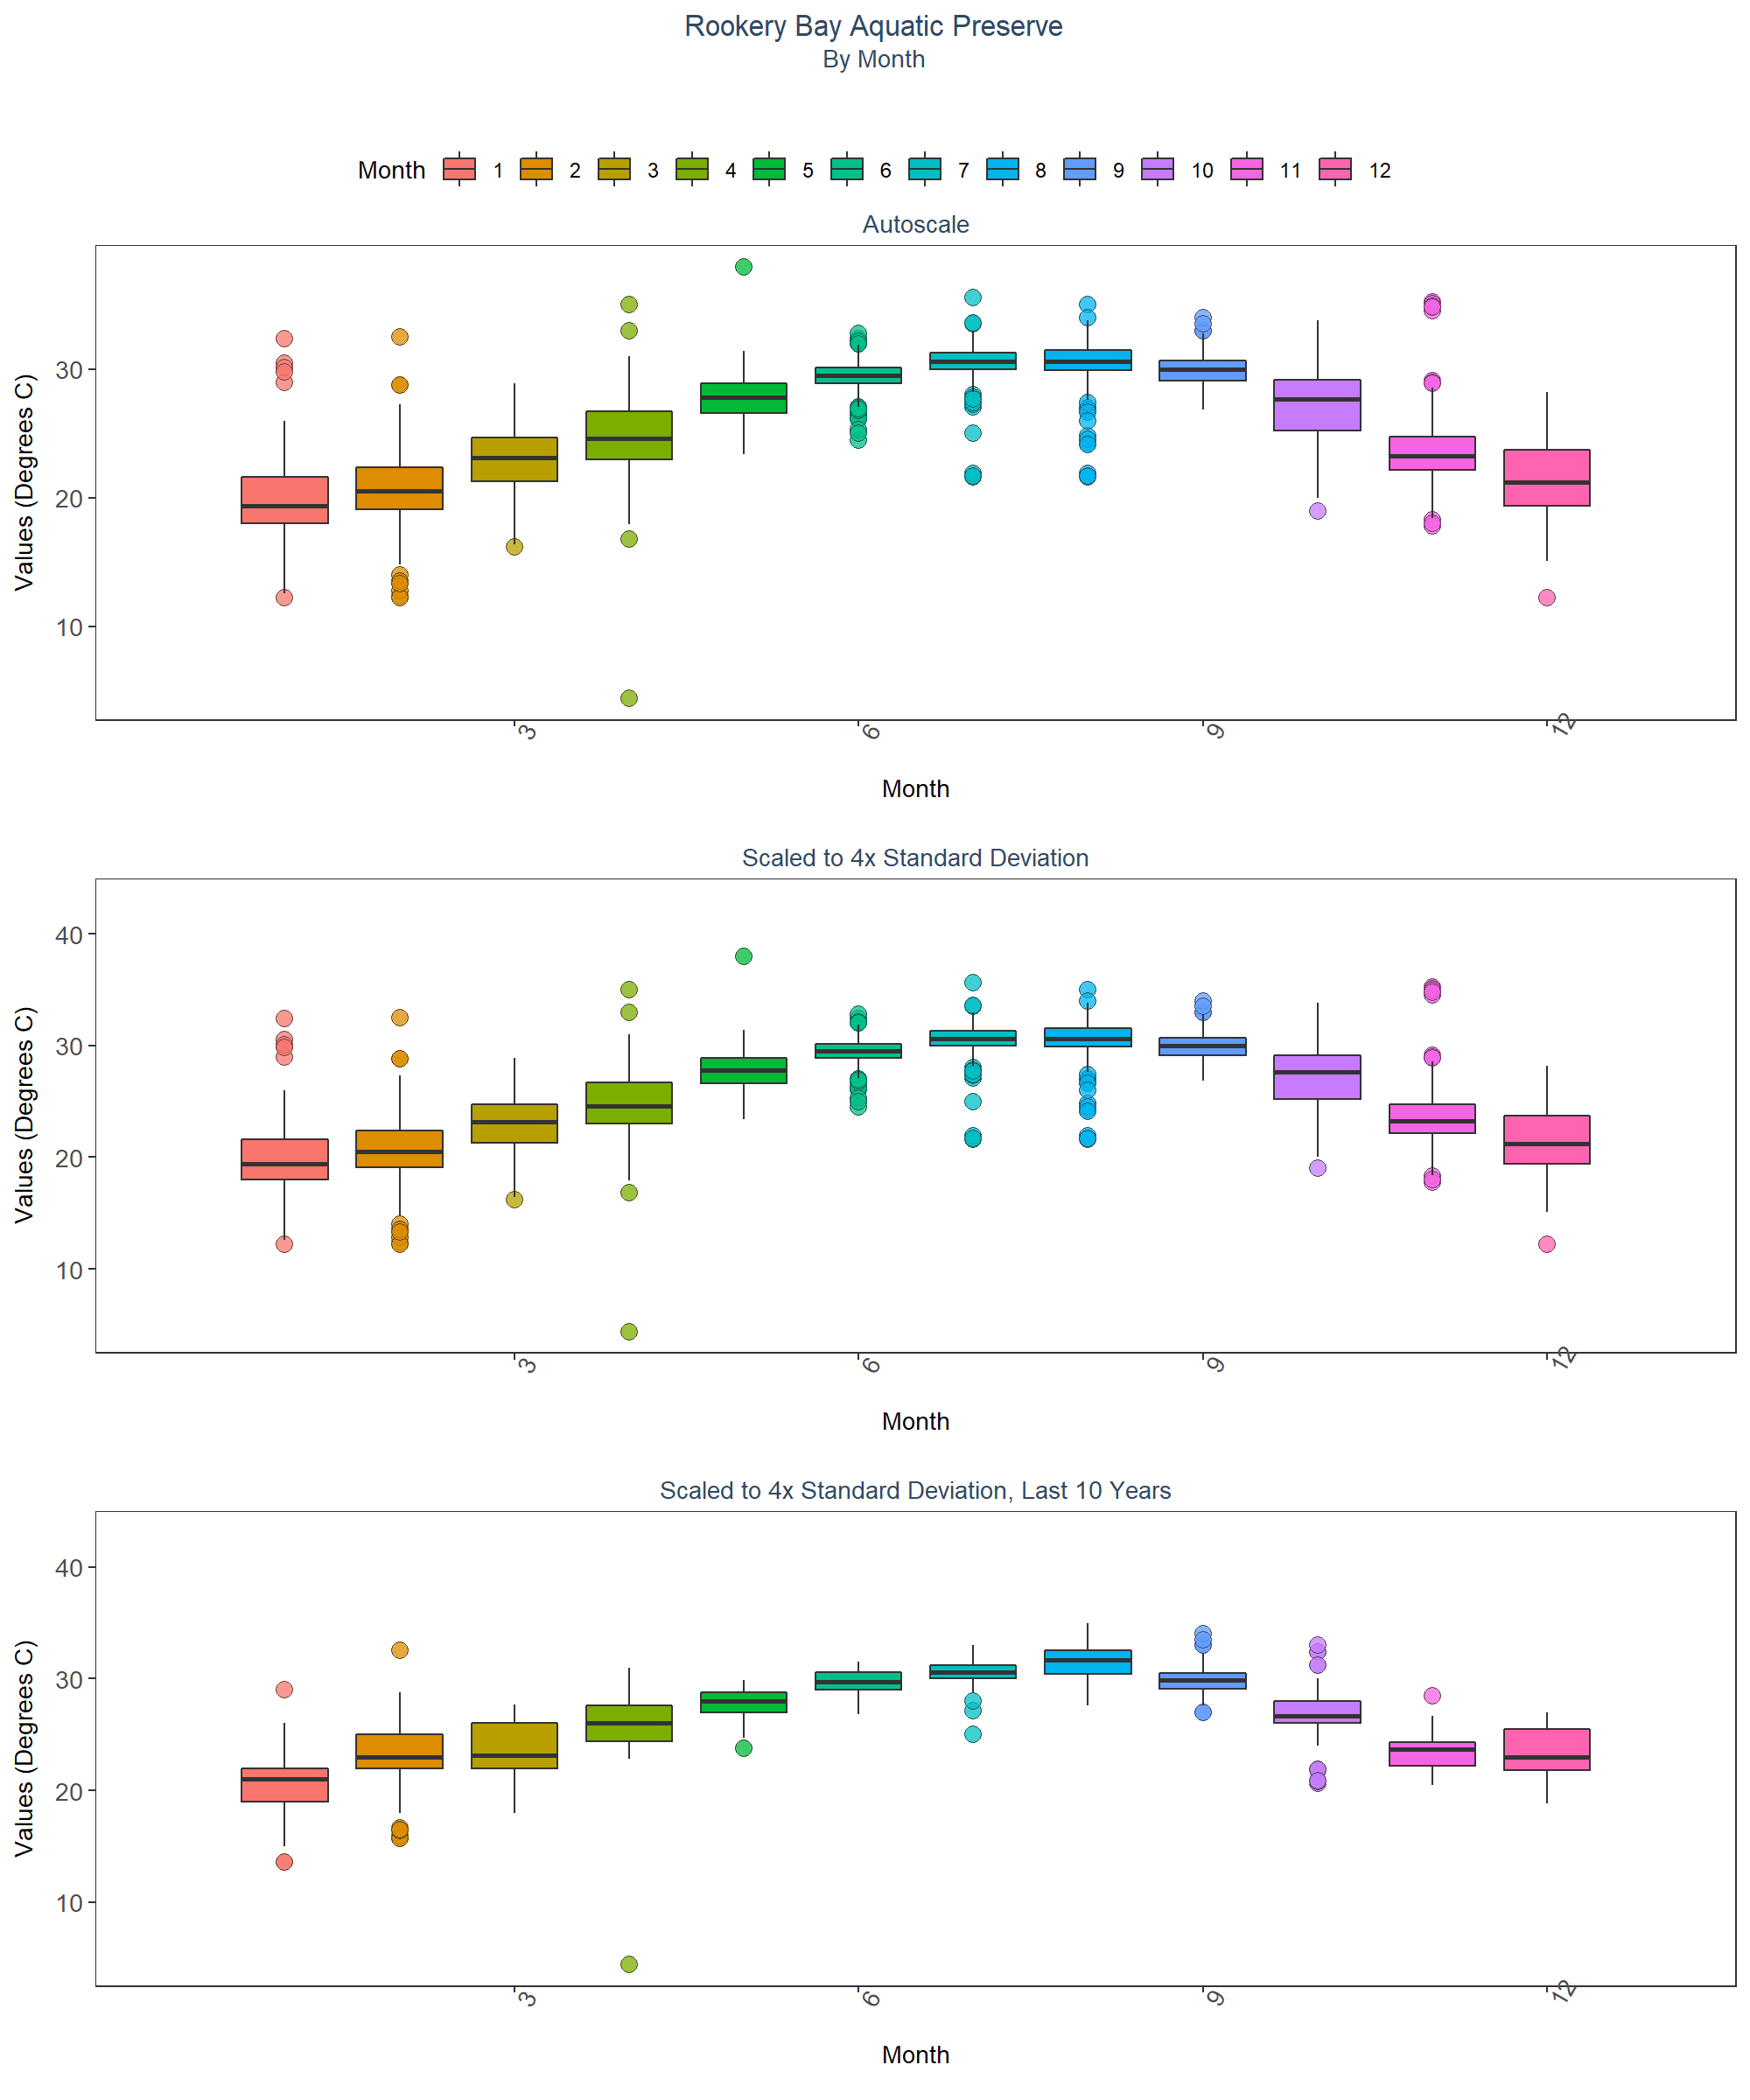 Rookery Bay Aquatic Preserve
By Month
Month 1 2 3 4 5 6 7 8 9 10 11 12
Autoscale
Values (Degrees C)
30
20
10
3 6 9 12
Month
Scaled to 4x Standard Deviation
Values (Degrees C)
40
30
20
10
3 6 9 12
Month
Scaled to 4x Standard Deviation, Last 10 Years
Values (Degrees C)
40
30
20
10
3 6 9 12
Month